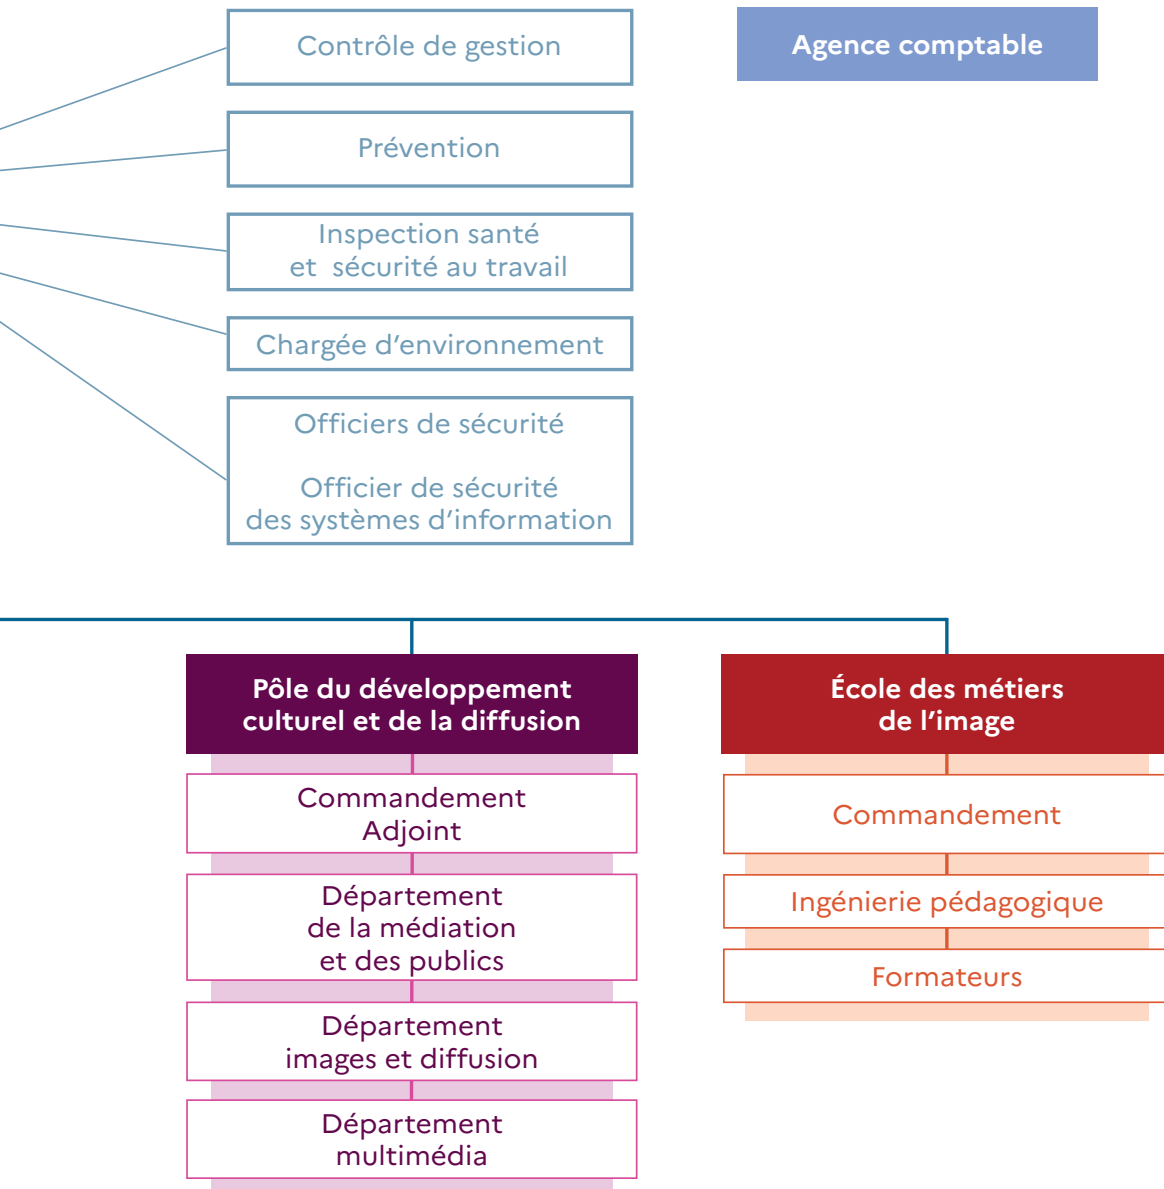 Contrôle de gestion
Agence comptable
Prévention
Inspection santé
et  sécurité au travail
Chargée d’environnement
Officiers de sécurité
Officier de sécurité
des systèmes d’information
Pôle du développement
culturel et de la diffusion
Commandement
Adjoint
Département
de la médiation
et des publics
Département
images et diffusion
Département
multimédia
École des métiers
de l’image
Commandement
Ingénierie pédagogique
Formateurs